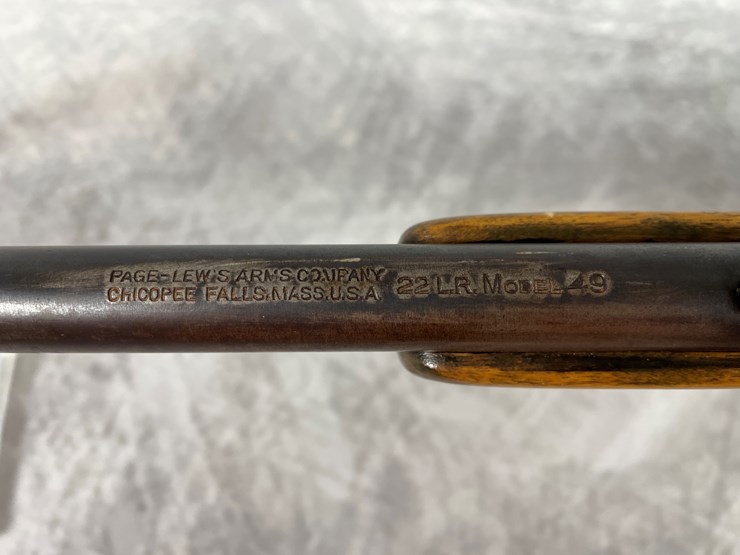 PAGE-LEWIS ARMS COMPANY
CHICOPEE FALLS, MASS. U.S.A. 22 L.R. MODEL 49